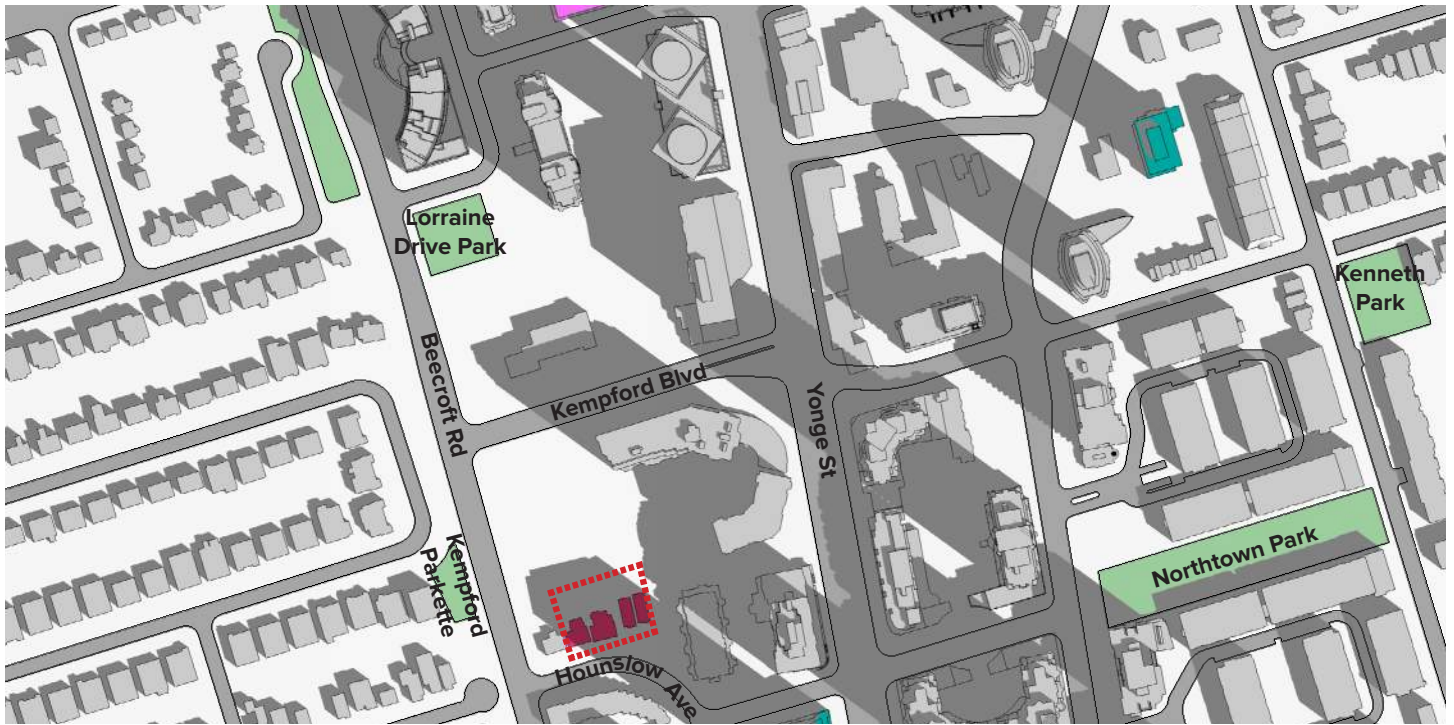 Lorraine
Drive Park
Kenneth
Park
Beecroft Rd
Kempford Blvd
Yonge St
Northtown Park
Kempford
Parkette
Hounslow Ave